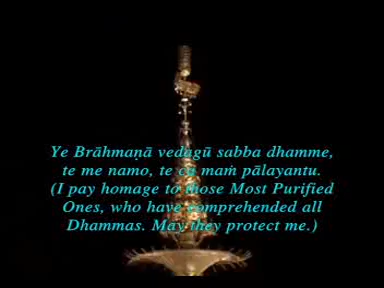 Ye Brāhmaṇā vedagū sabba dhamme,
te me namo, te ca maṁ pālayantu.
(I pay homage to those Most Purified
Ones, who have comprehended all
Dhammas. May they protect me.)